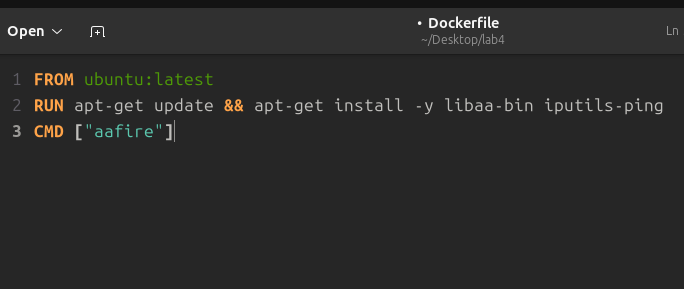 Open
• Dockerfile
~/Desktop/lab4
Ln
1 FROM ubuntu:latest
2 RUN apt-get update && apt-get install -y libaa-bin iputils-ping
3 CMD ["aafire"]